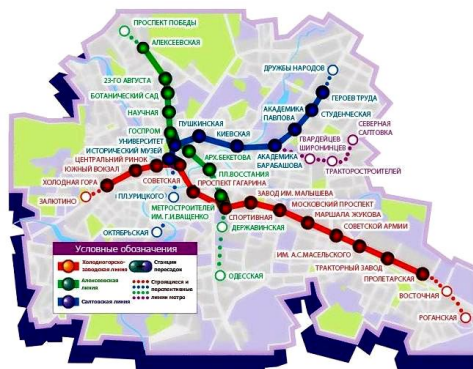 ПРОСПЕКТ ПОБЕДЫ
АЛЕКСЕЕВСКАЯ
23-ГО АВГУСТА
БОТАНИЧЕСКИЙ САД
НАУЧНАЯ
ГОСПРОМ
УНИВЕРСИТЕТ
ИСТОРИЧЕСКИЙ МУЗЕЙ
ЦЕНТРАЛЬНИЙ РИНОК
ЮЖНЫЙ ВОКЗАЛ
ХОЛОДНАЯ ГОРА
ЗАЛЮТИНО
ПУШКИНСКАЯ
КИЕВСКАЯ
АКАДЕМИКА
ПАВЛОВА
ДРУЖБЫ НАРОДОВ
ГЕРОЕВ ТРУДА
СТУДЕНЧЕСКАЯ
АКАДЕМИКА
БАРАБАШОВА
ГВАРДЕЙЦЕВ
ШИРОНИНЦЕВ
СЕВЕРНАЯ
САЛТОВКА
ТРАКТОРОСТРОИТЕЛЕЙ
АРХ.БЕКЕТОВА
ПЛ.ВОССТАНИЯ
СОВЕТСКАЯ
ПРОСПЕКТ ГАГАРИНА
ПЛ.УРИЦКОГО
МЕТРОСТРОИТЕЛЕЙ
ИМ. Г.И.ВАЩЕНКО
ОКТЯБРЬСКАЯ
СПОРТИВНАЯ
ДЕРЖАВИНСКАЯ
ОДЕССКАЯ
ЗАВОД ИМ. МАЛЫШЕВА
МОСКОВСКИЙ ПРОСПЕКТ
МАРШАЛА ЖУКОВА
СОВЕТСКОЙ АРМИИ
ИМ. А.С.МАСЕЛЬСКОГО
ТРАКТОРНЫЙ ЗАВОД
ПРОЛЕТАРСКАЯ
ВОСТОЧНАЯ
РОГАНСКАЯ
Условные обозначения
Холодногорско-
заводская линия
Алексеевская
линия
Салтовская линия
Станции
пересадок
Строящиеся и
перспективные
линии метро